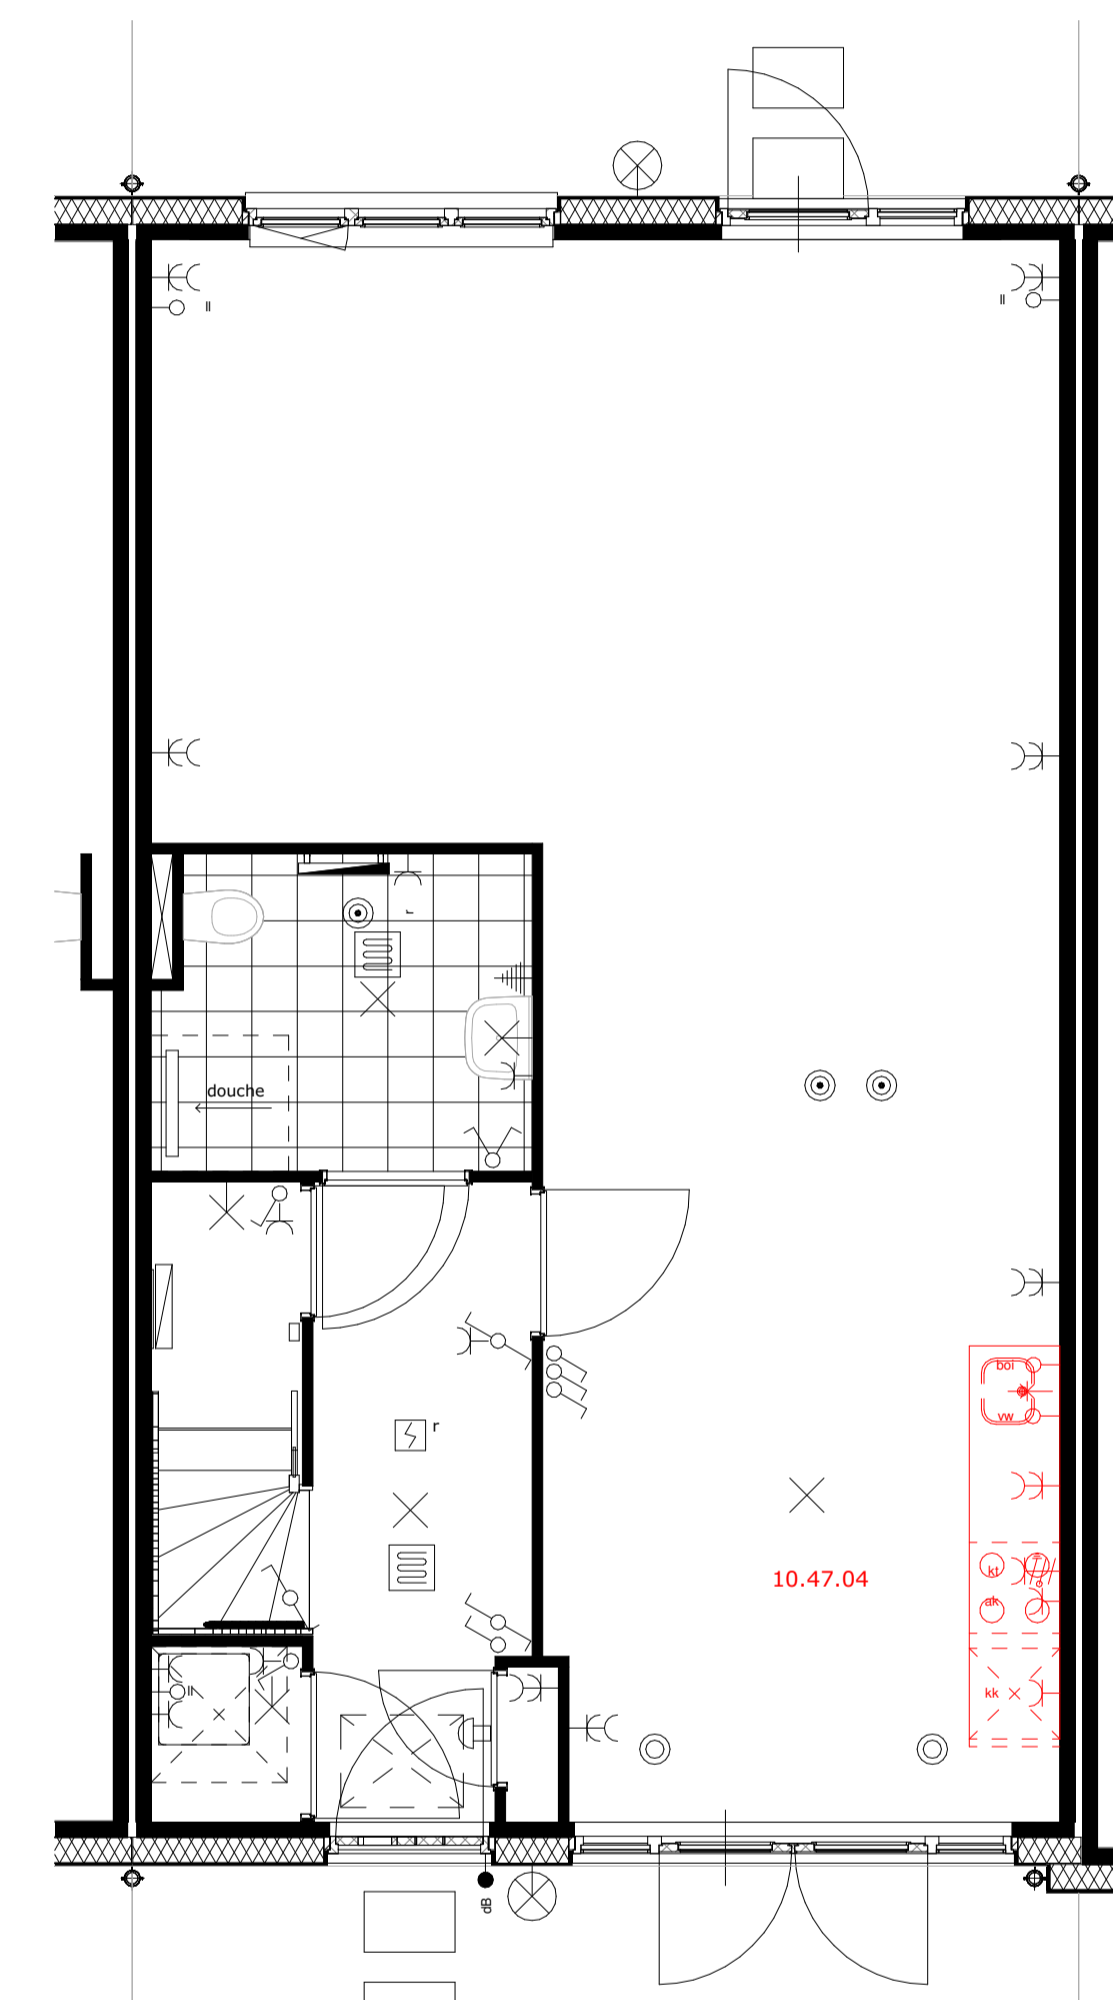 =
=
r
douche
r
boi
vw
10.47.04
kt
ak
=
kk
dB